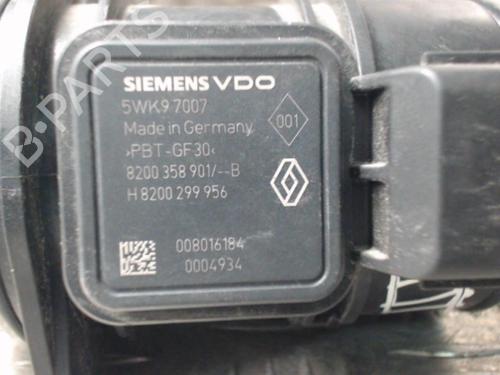 B-PARTS
SIEMENS VDO
5WK9 7007
Made in Germany
001
›PBT-GF30‹
8200 358 901/--B
H 8200 299 956
008016184
0004934